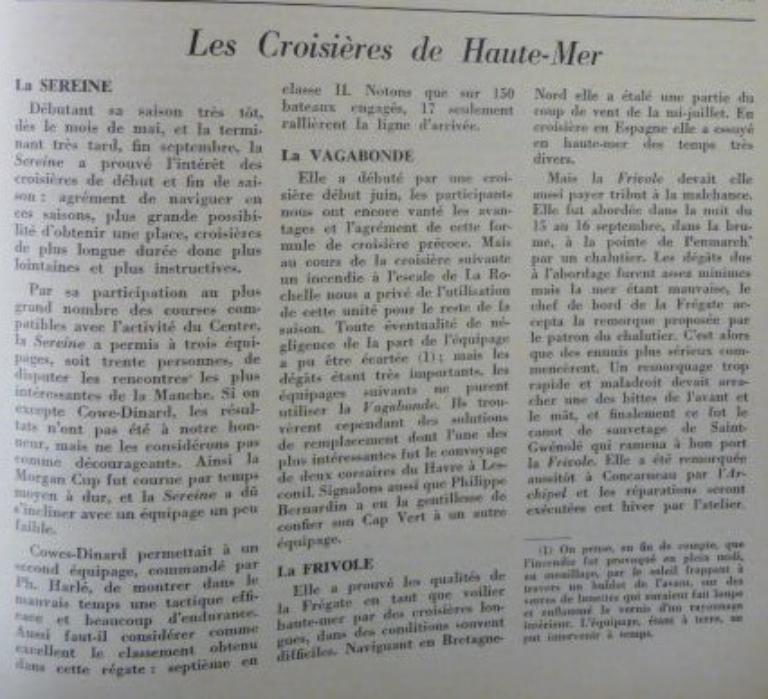 Les Croisières de Haute-Mer
La SEREINE
Débutant sa saison très tôt,
dès le mois de mai, et la termi-
nant très tard, fin septembre, la
Sereine a prouvé l'intérêt des
croisières de début et fin de sai-
son : agrément de naviguer en
ces saisons, plus grande possibi-
lité d'obtenir une place, croisières
de plus longue durée donc plus
lointaines et plus instructives.
Par sa participation au plus
grand nombre des courses com-
patibles avec l'activité du Centre,
la Sereine a permis à trois équi-
pages, soit trente personnes, de
disputer les rencontres les plus
intéressantes de la Manche. Si on
excepte Cowe-Dinard, les résul-
tats n'ont pas été à notre hon-
neur, mais ne les considérons pas
comme décourageants. Ainsi la
Morgan Cup fut courue par temps
moyen à dur, et la Sereine a dû
s'incliner avec un équipage un peu
faible.
Cowes-Dinard permettait à un
second équipage, commandé par
Ph. Harlé, de montrer dans le
mauvais temps une tactique effi-
cace et beaucoup d'endurance.
Aussi faut-il considérer comme
excellent le classement obtenu
dans cette régate : septième en
classe II. Notons que sur 150
bateaux engagés, 17 seulement
rallièrent la ligne d'arrivée.
La VAGABONDE
Elle a débuté par une croi-
sière début juin, les participants
nous ont encore vanté les avan-
tages et l'agrément de cette for-
mule de croisière précoce. Mais
au cours de la croisière suivante
un incendie à l'escale de La Ro-
chelle nous a privé de l'utilisation
de cette unité pour le reste de la
saison. Toute éventualité de né-
gligence de la part de l'équipage
a pu être écartée (1) ; mais les
dégâts étant très importants, les
équipages suivants ne purent
utiliser la Vagabonde. Ils trou-
vèrent cependant des solutions
de remplacement dont l'une des
plus intéressantes fut le convoyage
de deux corsaires du Havre à Les-
conil. Signalons aussi que Philippe
Bernardin a eu la gentillesse de
confier son Cap Vert à un autre
équipage.
La FRIVOLE
Elle a prouvé les qualités de
la Frégate en tant que voilier
haute-mer par des croisières lon-
gues, dans des conditions souvent
difficiles. Naviguant en Bretagne-
Nord elle a étalé une partie du
coup de vent de la mi-juillet. En
croisière en Espagne elle a essuyé
en haute-mer des temps très
divers.
Mais la Frivole devait elle
aussi payer tribut à la malchance.
Elle fut abordée dans la nuit du
15 au 16 septembre, dans la bru-
me, à la pointe de Penmarch'
par un chalutier. Les dégâts dus
à l'abordage furent assez minimes
mais la mer étant mauvaise, le
chef de bord de la Frégate ac-
cepta la remorque proposée par
le patron du chalutier. C'est alors
que des ennuis plus sérieux com-
mencèrent. Un remorquage trop
rapide et maladroit devait arra-
cher une des bittes de l'avant et
le mât, et finalement ce fut le
canot de sauvetage de Saint-
Gwénolé qui ramena à bon port
la Frivole. Elle a été remorquée
aussitôt à Concarneau par l'Ar-
chipel et les réparations seront
exécutées cet hiver par l'atelier.
(1) On pense, en fin de compte, que
l'incendie fut provoqué en plein midi,
au mouillage, par le soleil frappant à
travers un hublot de l'avant, sur des
verres de lunettes qui auraient fait loupe
et enflammé le vernis d'un vaigrage
intérieur. L'équipage, étant à terre, ne
put intervenir à temps.